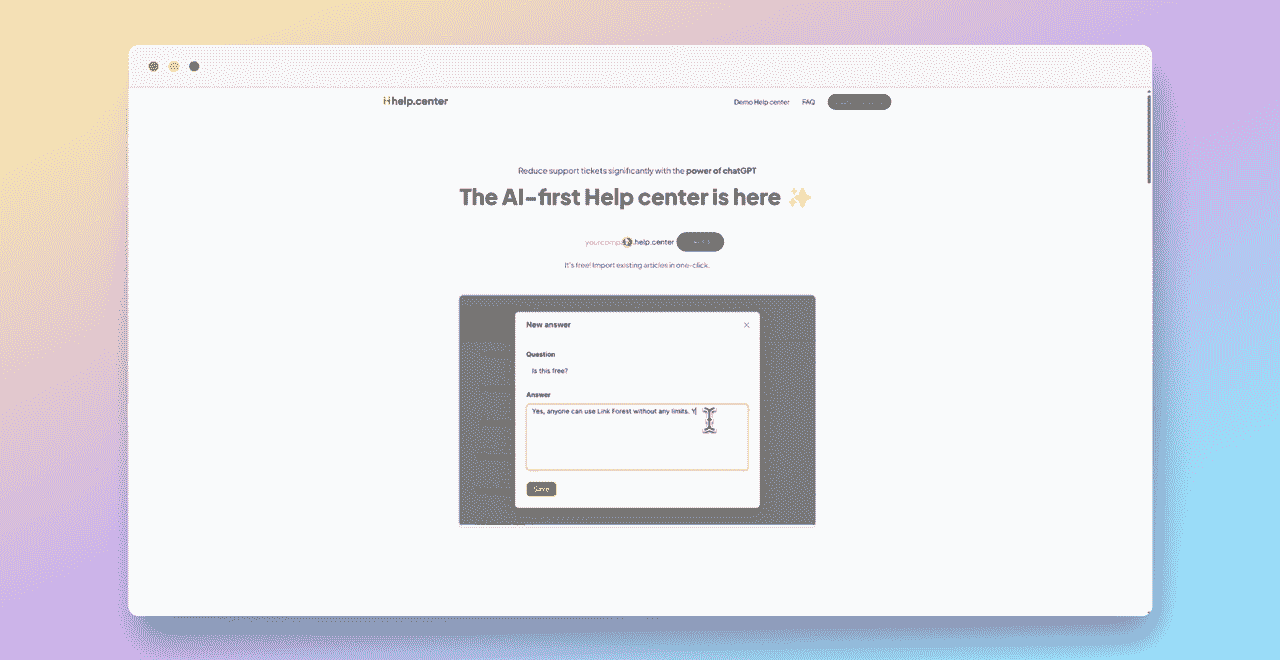 help.center
Demo Help center FAQ
Reduce support tickets significantly with the power of chatGPT
The AI-first Help center is here ✨
.help.center
It's free! Import existing articles in one-click.
New answer
Question
Is this free?
Answer
Yes, anyone can use Link Forest without any limits. Y
Save